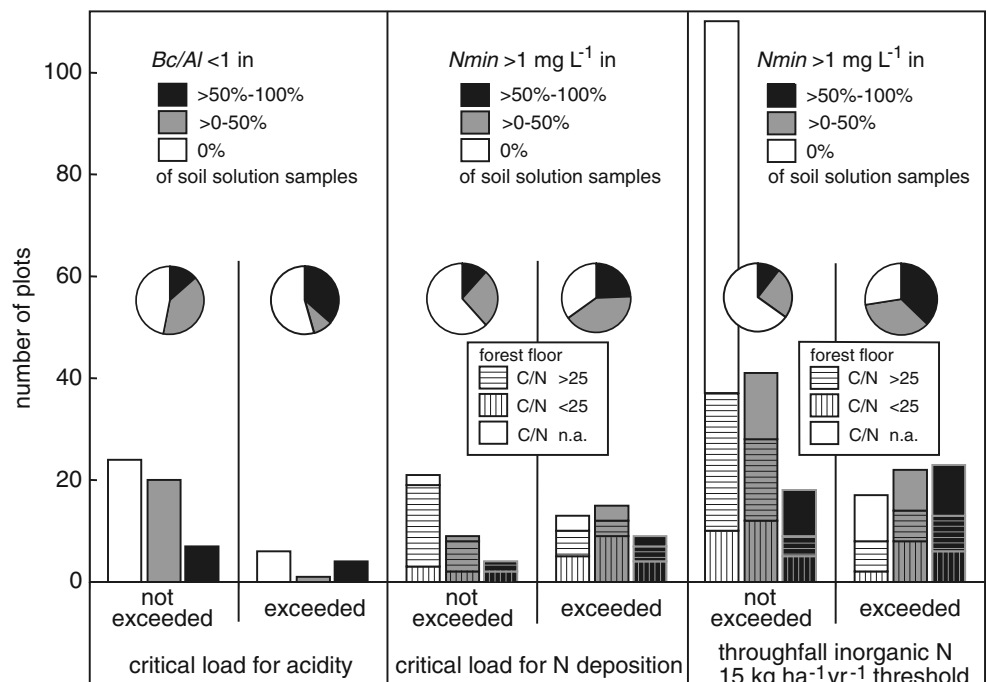 number of plots
100
80
60
40
20
0
Bc/Al <1 in
>50%-100%
>0-50%
0%
of soil solution samples
not exceeded
exceeded
critical load for acidity
Nmin >1 mg L-1 in
>50%-100%
>0-50%
0%
of soil solution samples
forest floor
C/N >25
C/N <25
C/N n.a.
not exceeded
exceeded
critical load for N deposition
Nmin >1 mg L-1 in
>50%-100%
>0-50%
0%
of soil solution samples
forest floor
C/N >25
C/N <25
C/N n.a.
not exceeded
exceeded
throughfall inorganic N
15 kg ha-1yr-1 threshold